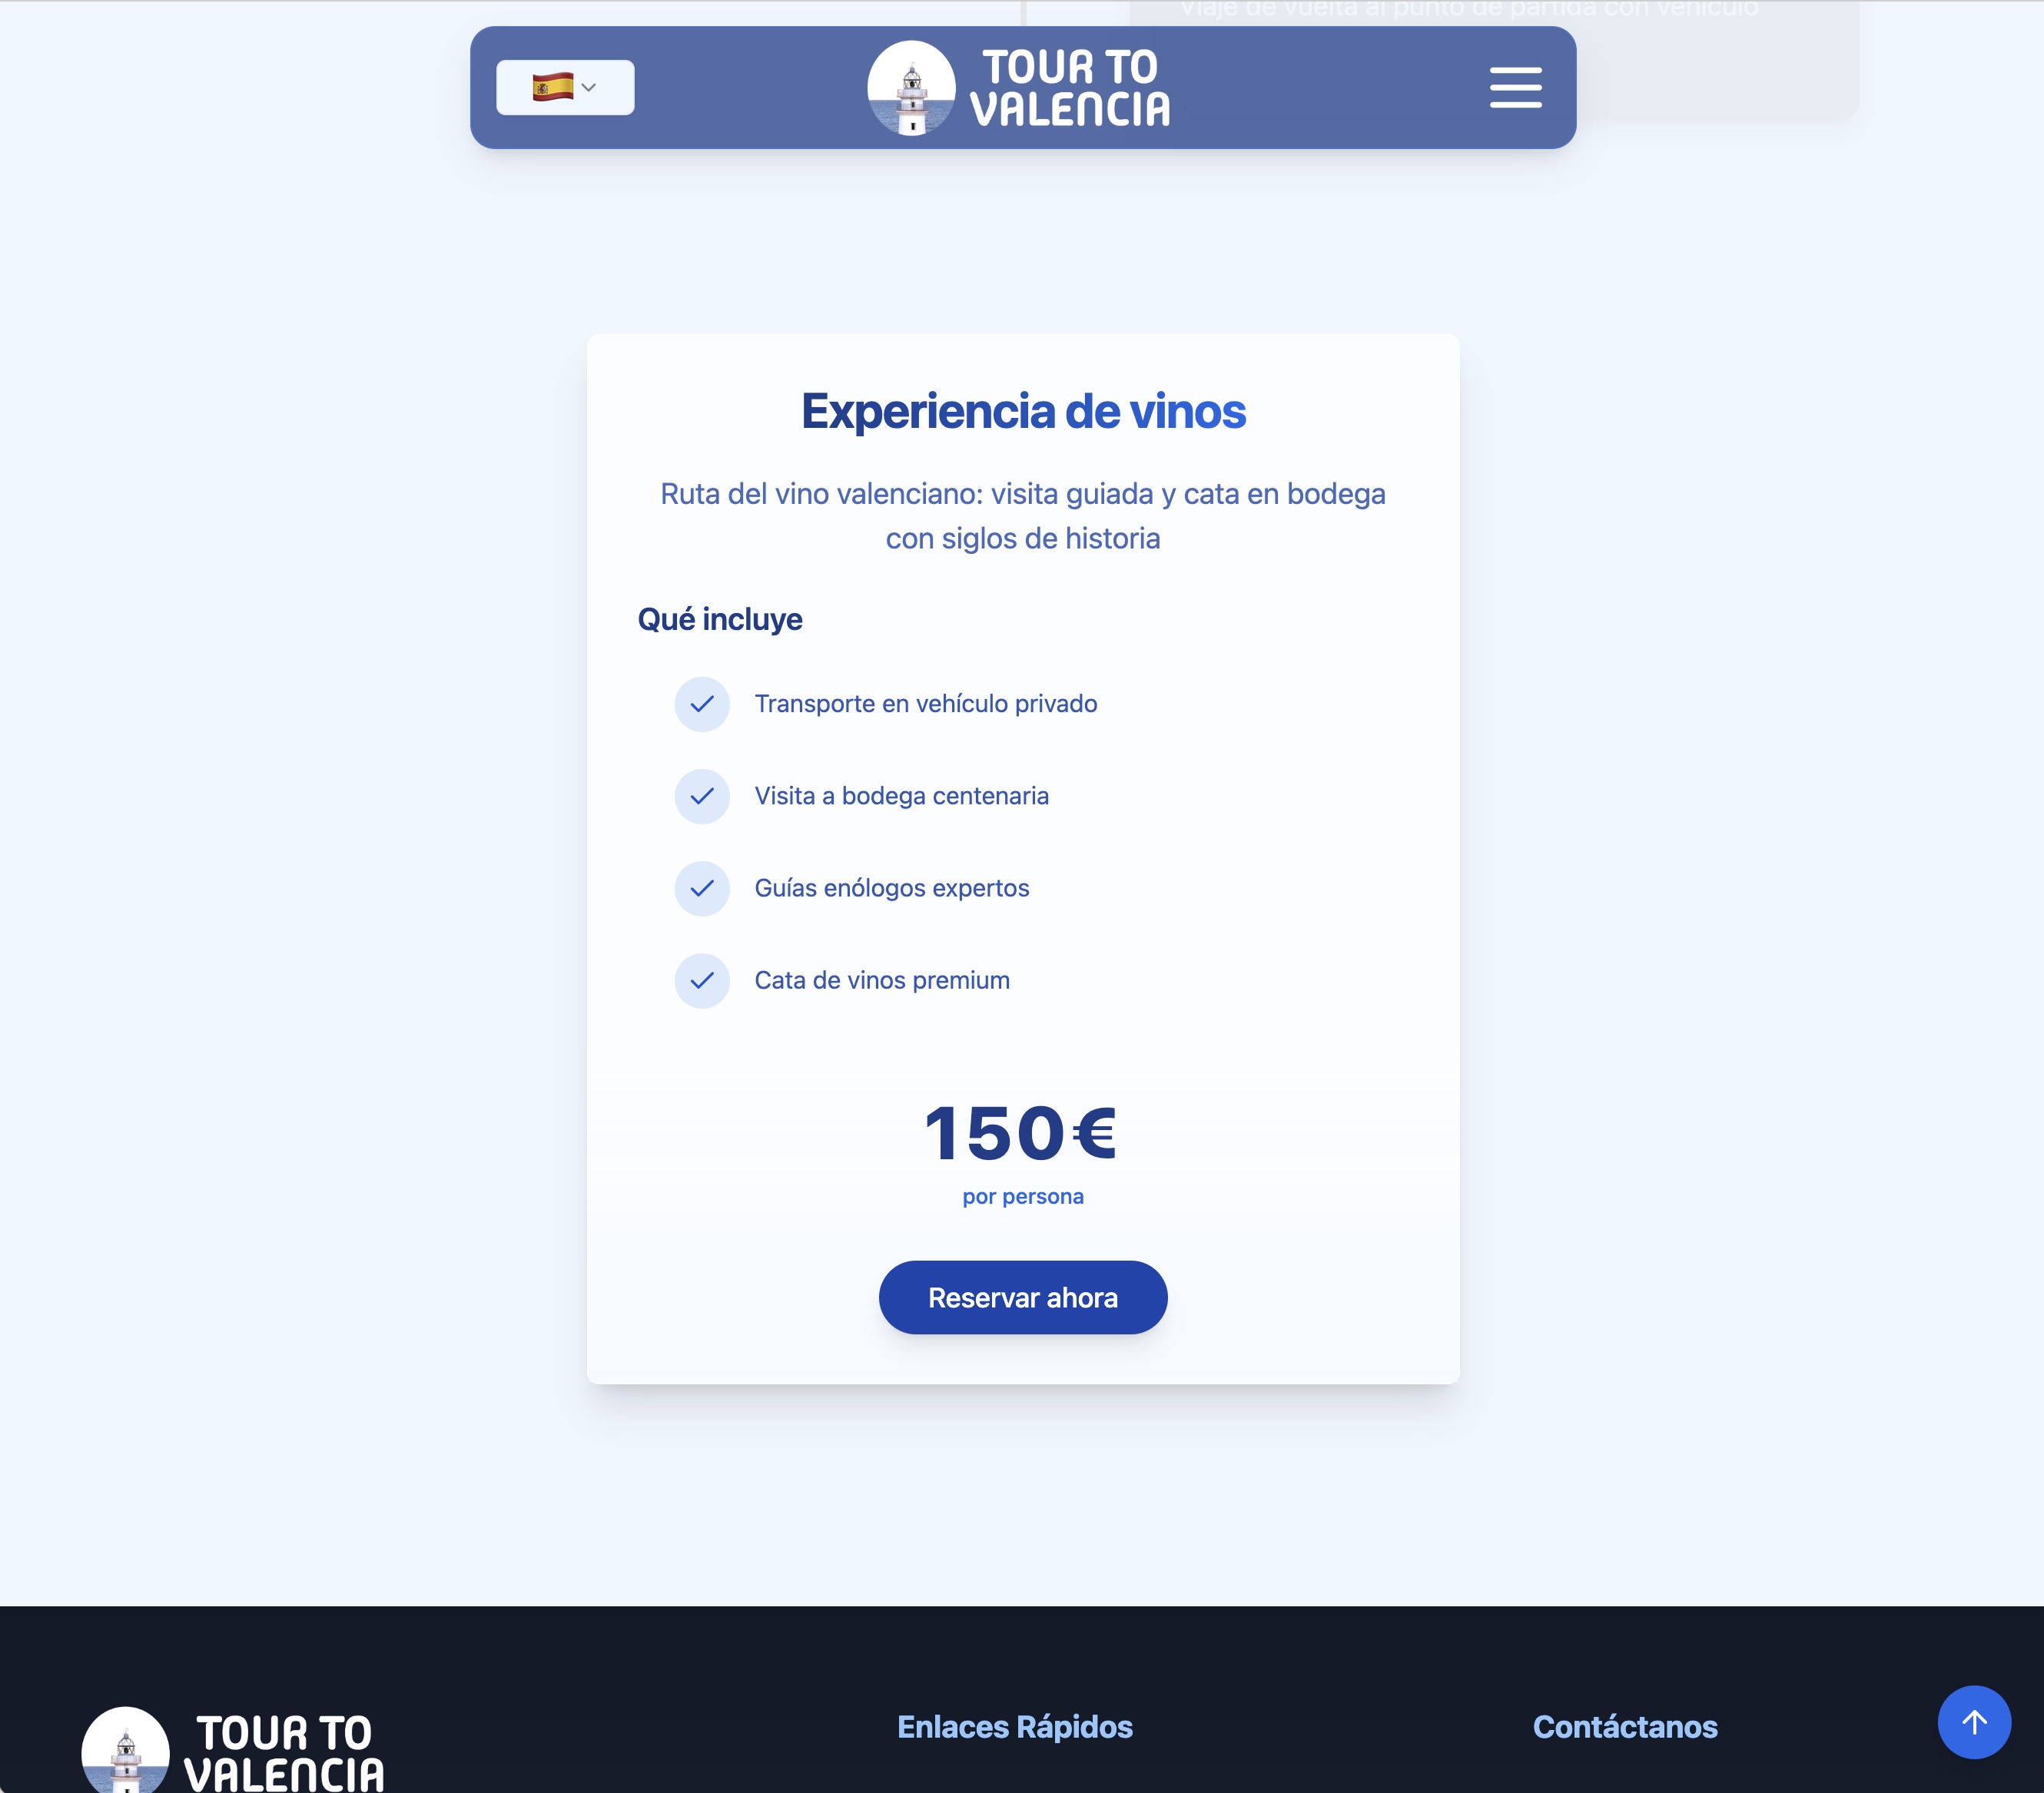 Viaje de vuelta al punto de partida con vehículo
TOUR TO
VALENCIA
Experiencia de vinos
Ruta del vino valenciano: visita guiada y cata en bodega
con siglos de historia
Qué incluye
Transporte en vehículo privado
Visita a bodega centenaria
Guías enólogos expertos
Cata de vinos premium
150€
por persona
Reservar ahora
TOUR TO
VALENCIA
Enlaces Rápidos
Contáctanos